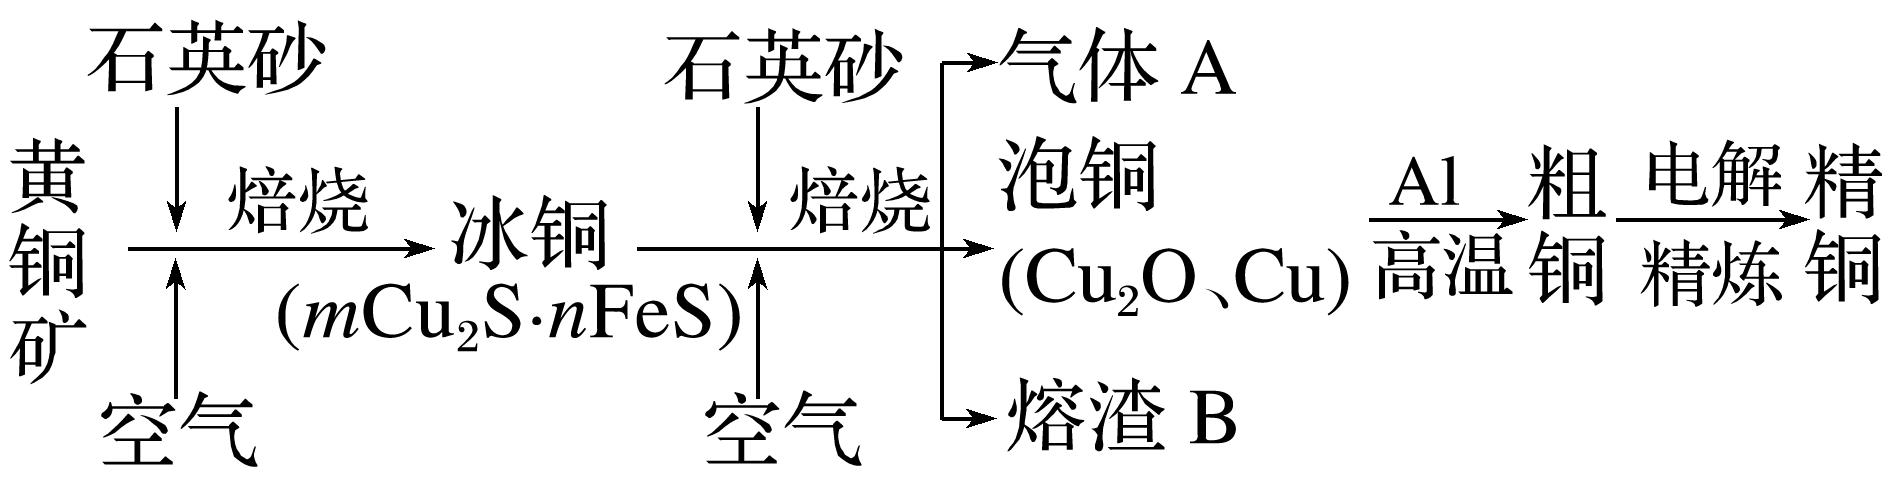 石英砂
黄铜矿
焙烧
空气
冰铜
(mCu₂S·nFeS)
石英砂
焙烧
空气
气体 A
泡铜
(Cu₂O、Cu)
熔渣 B
Al
高温
粗铜
电解
精炼
精铜